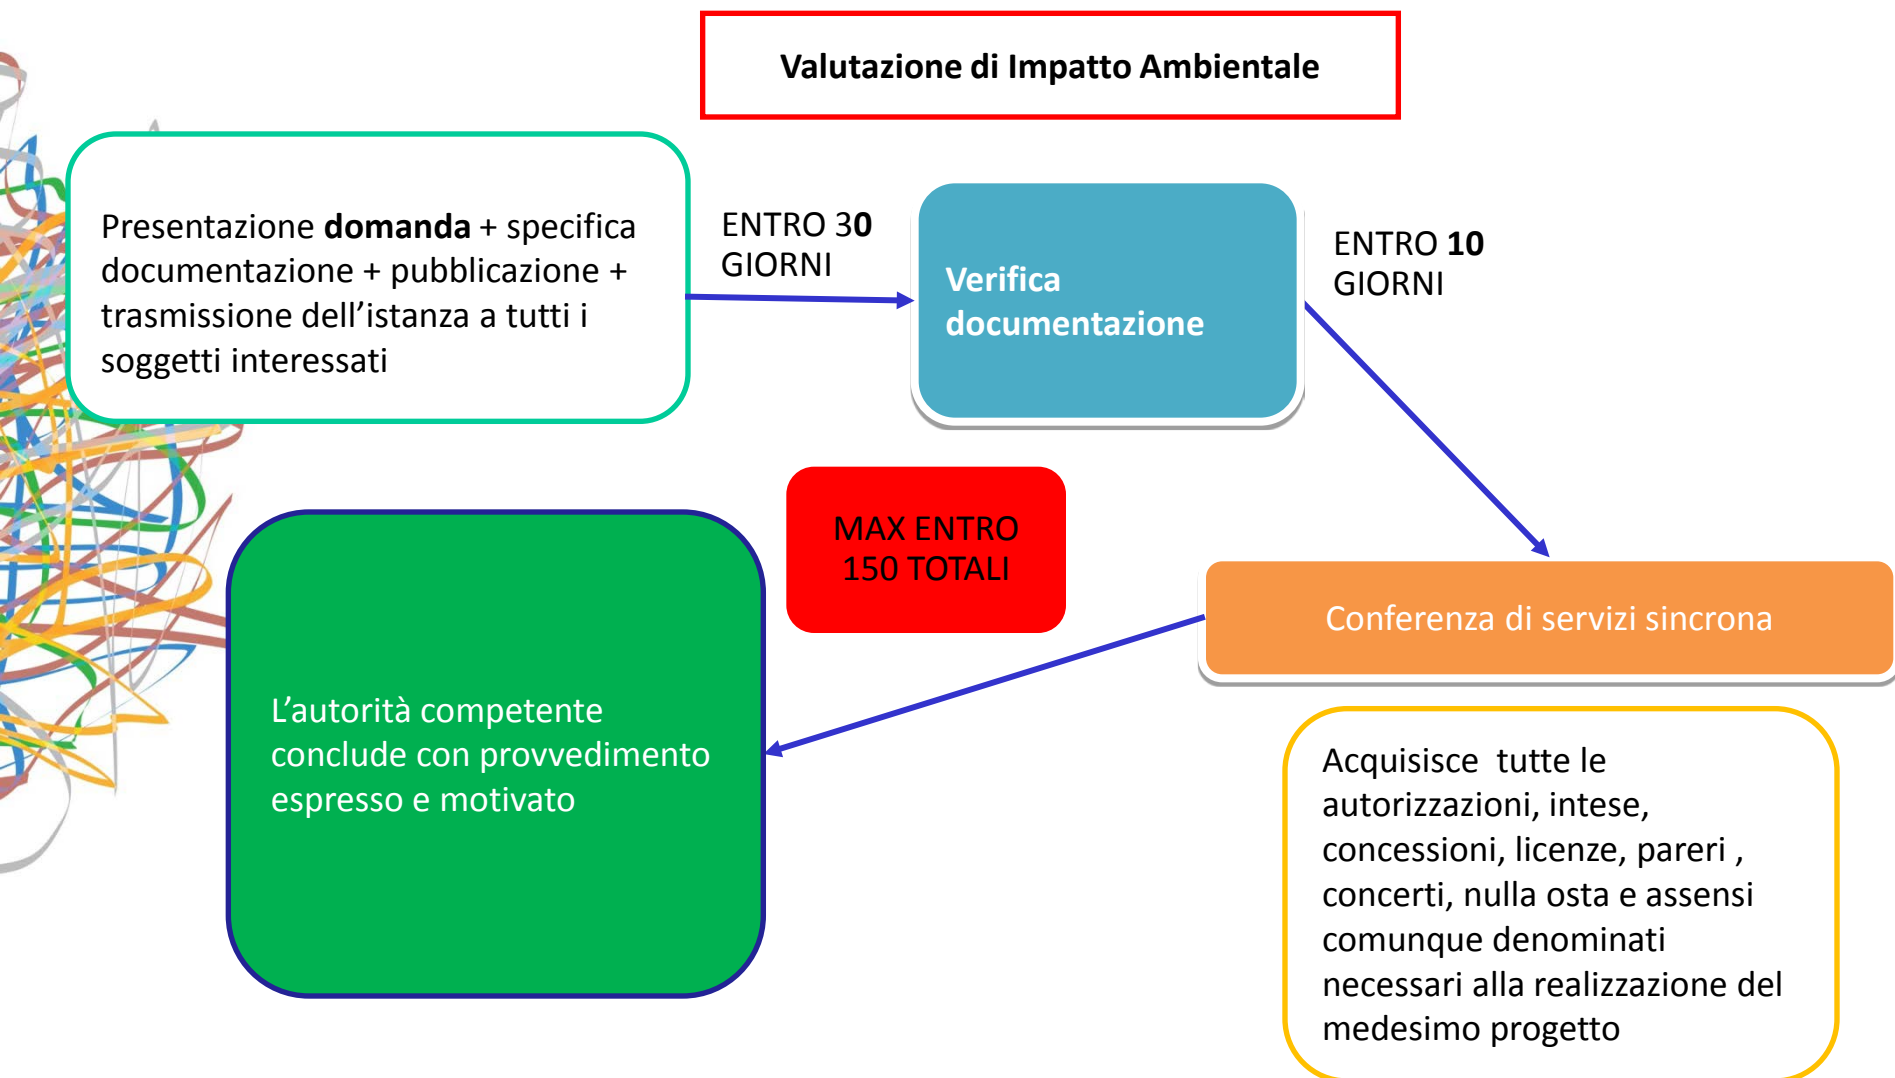 Valutazione di Impatto Ambientale
Presentazione domanda + specifica
documentazione + pubblicazione +
trasmissione dell’istanza a tutti i
soggetti interessati
ENTRO 30
GIORNI
Verifica
documentazione
ENTRO 10
GIORNI
MAX ENTRO
150 TOTALI
Conferenza di servizi sincrona
L’autorità competente
conclude con provvedimento
espresso e motivato
Acquisisce  tutte le
autorizzazioni, intese,
concessioni, licenze, pareri ,
concerti, nulla osta e assensi
comunque denominati
necessari alla realizzazione del
medesimo progetto